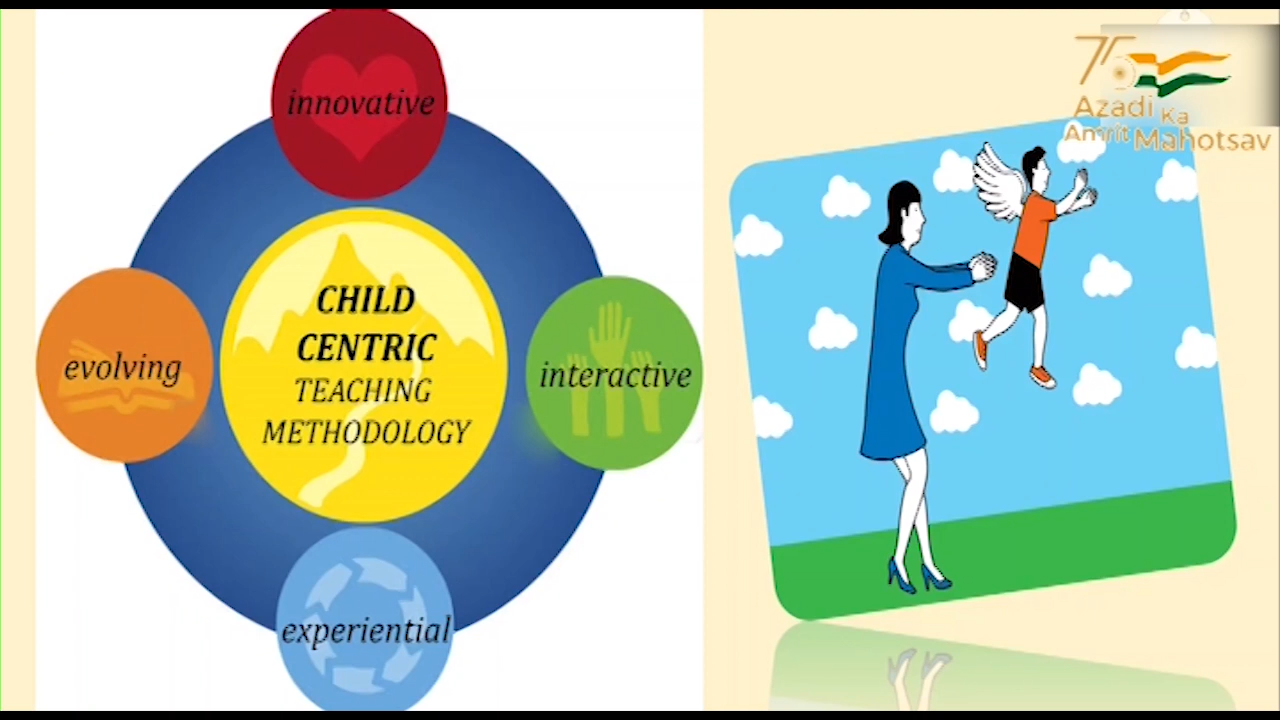 innovative
CHILD
CENTRIC
TEACHING
METHODOLOGY
evolving
interactive
experiential
75
Azadi Ka
Amrit Mahotsav